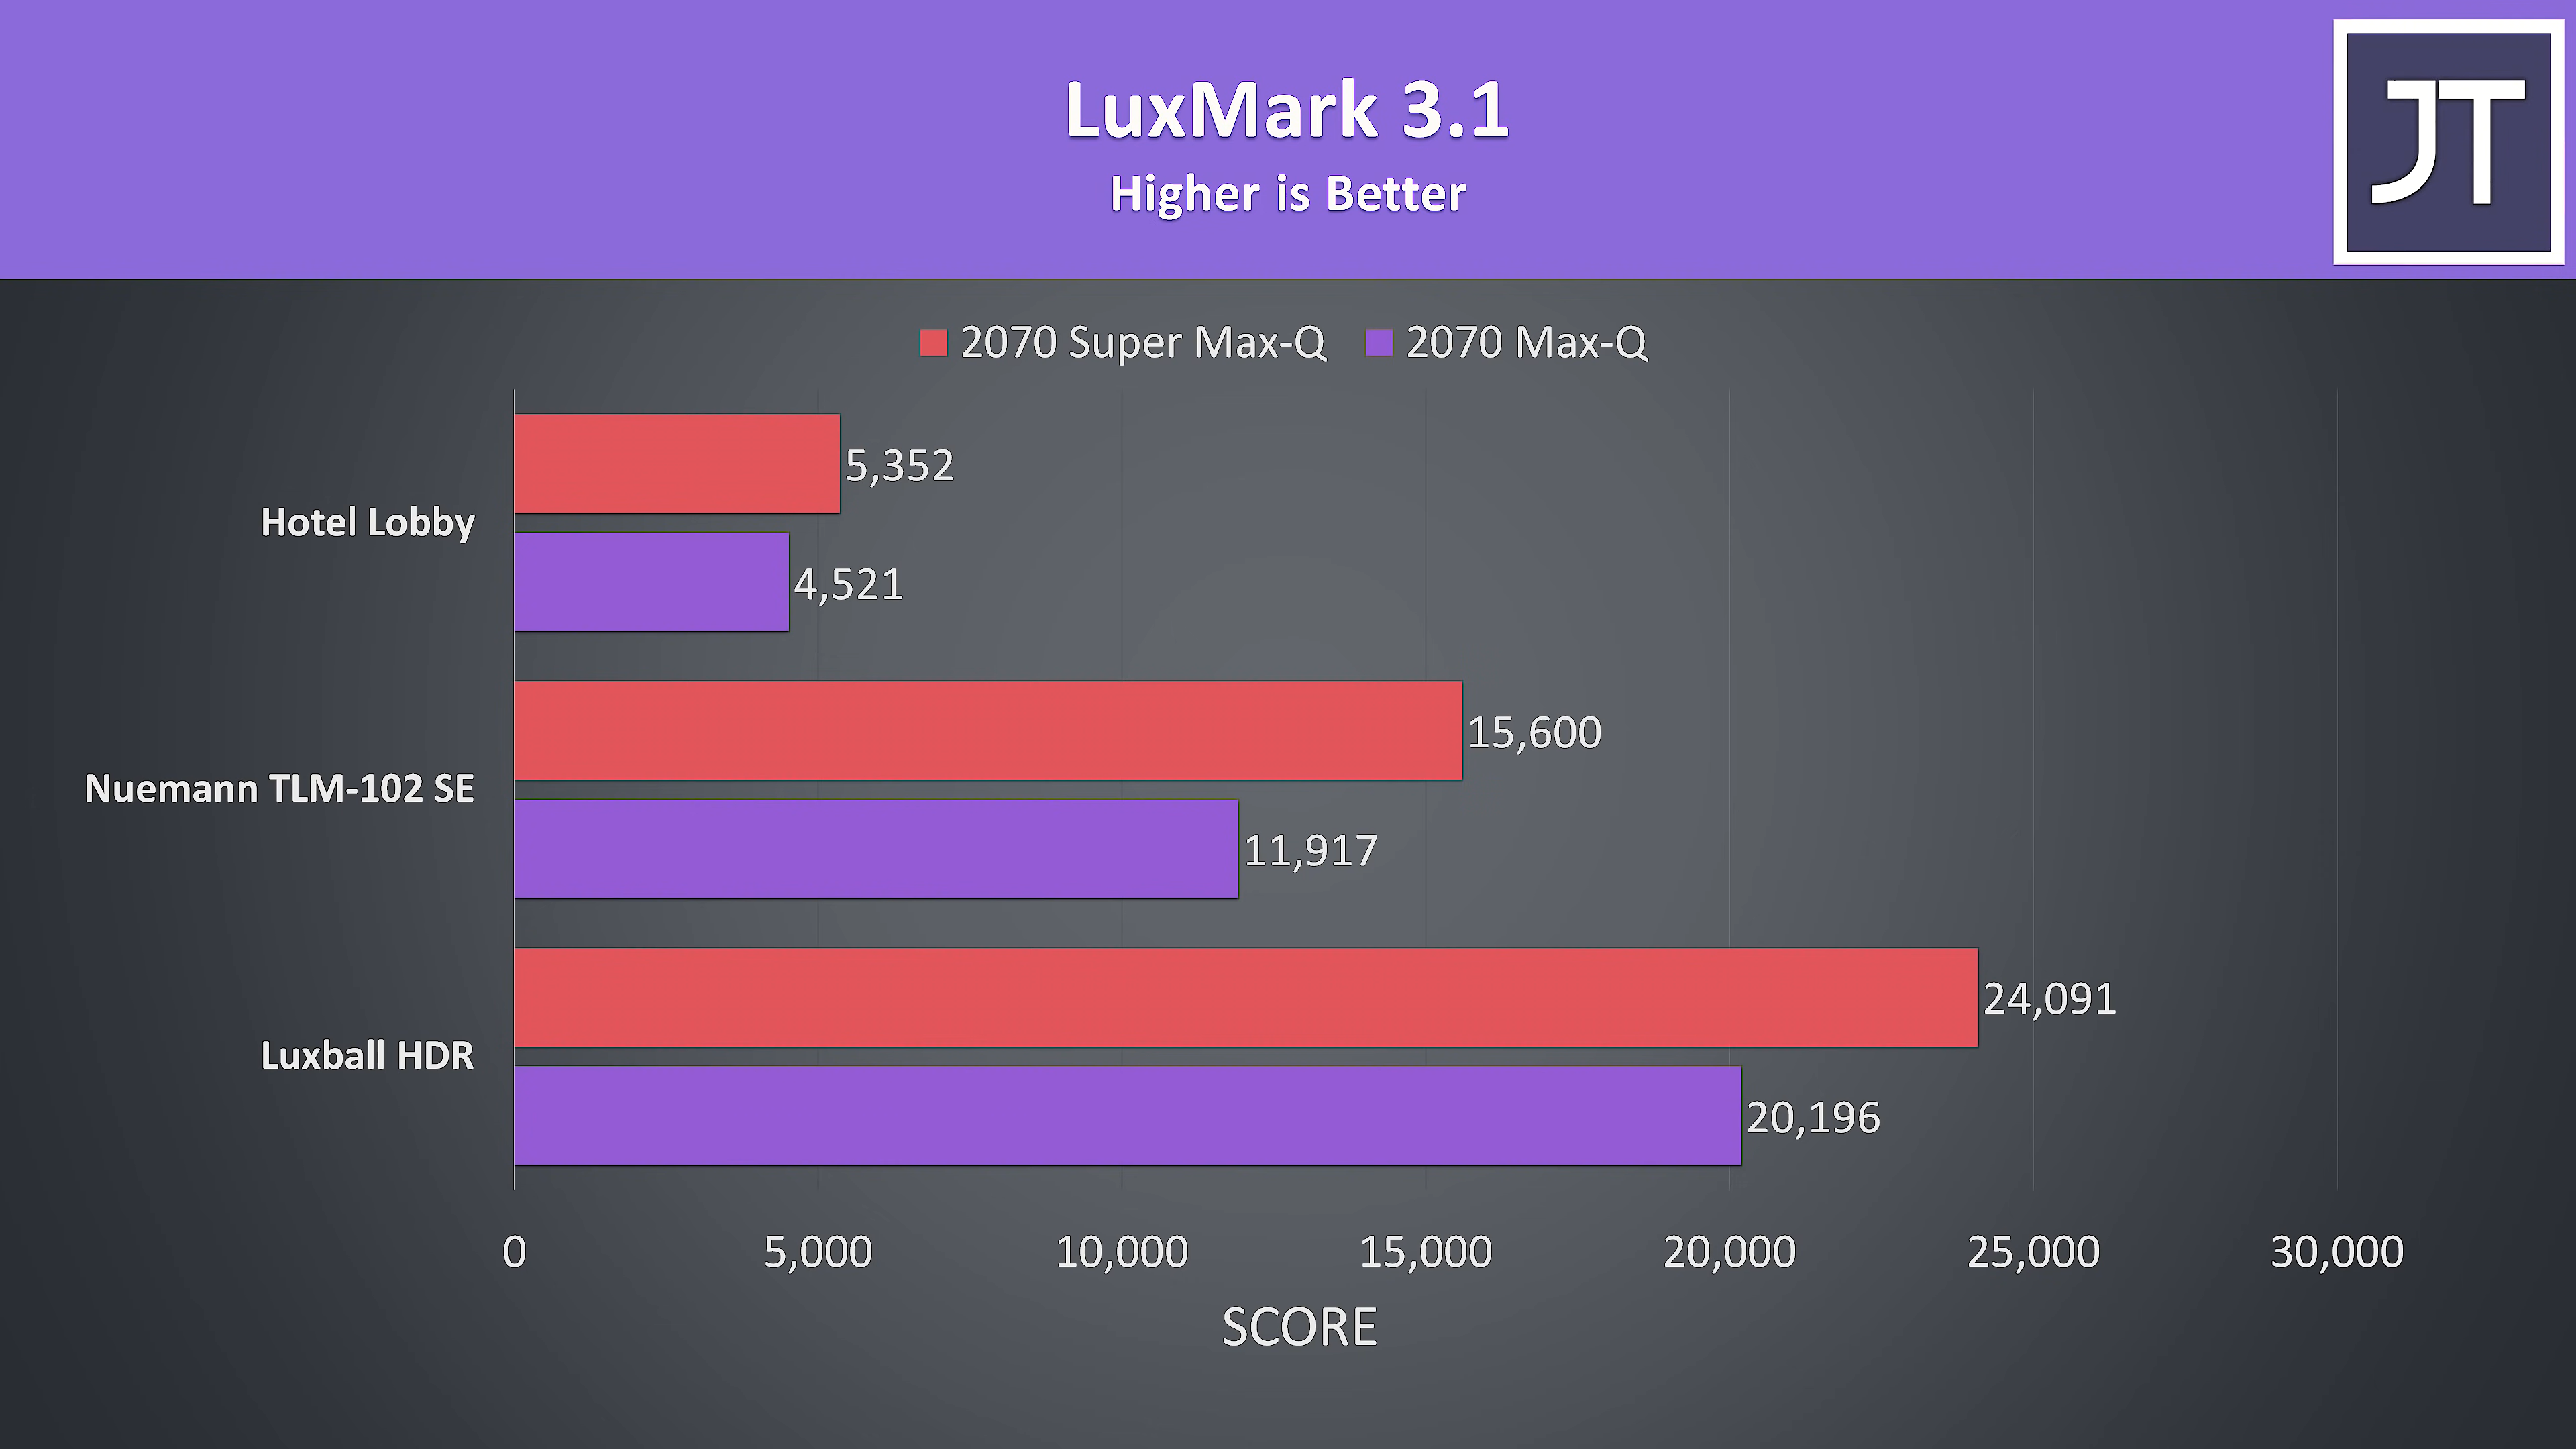 LuxMark 3.1
Higher is Better
JT
2070 Super Max-Q 2070 Max-Q
Hotel Lobby
5,352
4,521
Nuemann TLM-102 SE
15,600
11,917
Luxball HDR
24,091
20,196
0 5,000 10,000 15,000 20,000 25,000 30,000
SCORE